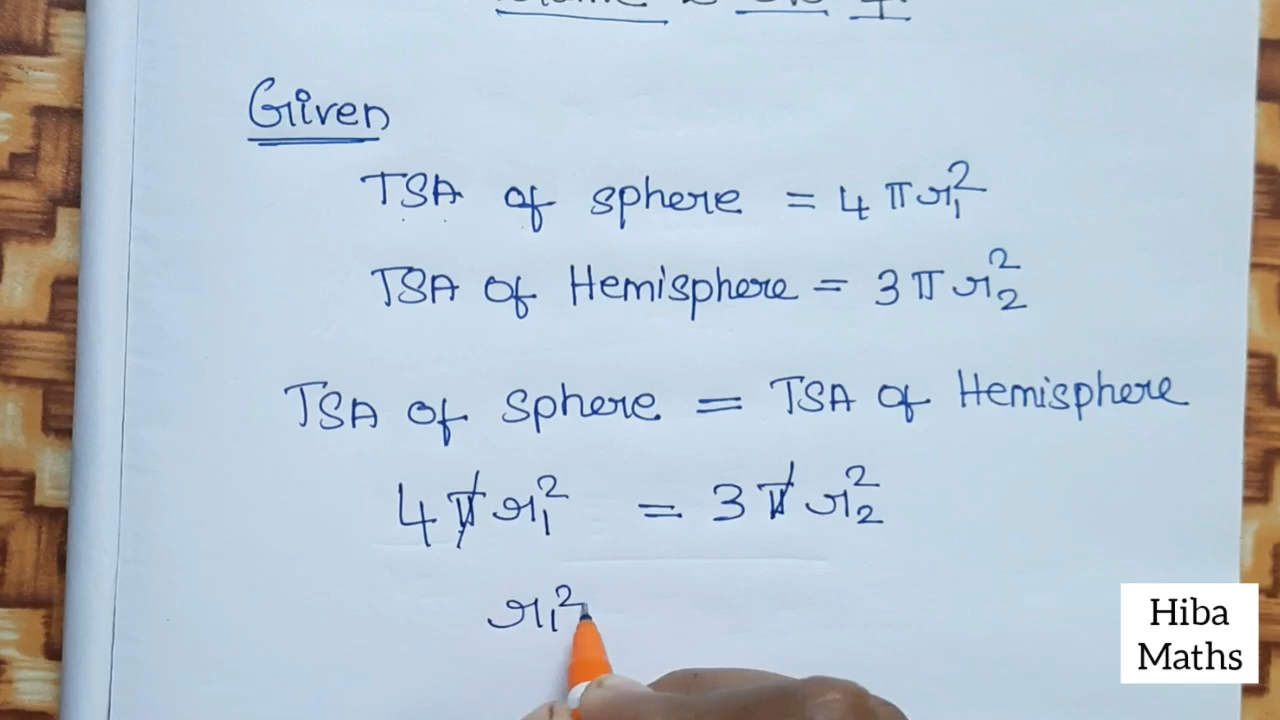 Given
TSA of sphere = 4πr₁²
TSA of Hemisphere = 3πr₂²
TSA of sphere = TSA of Hemisphere
4πr₁² = 3πr₂²
r₁²
Hiba
Maths